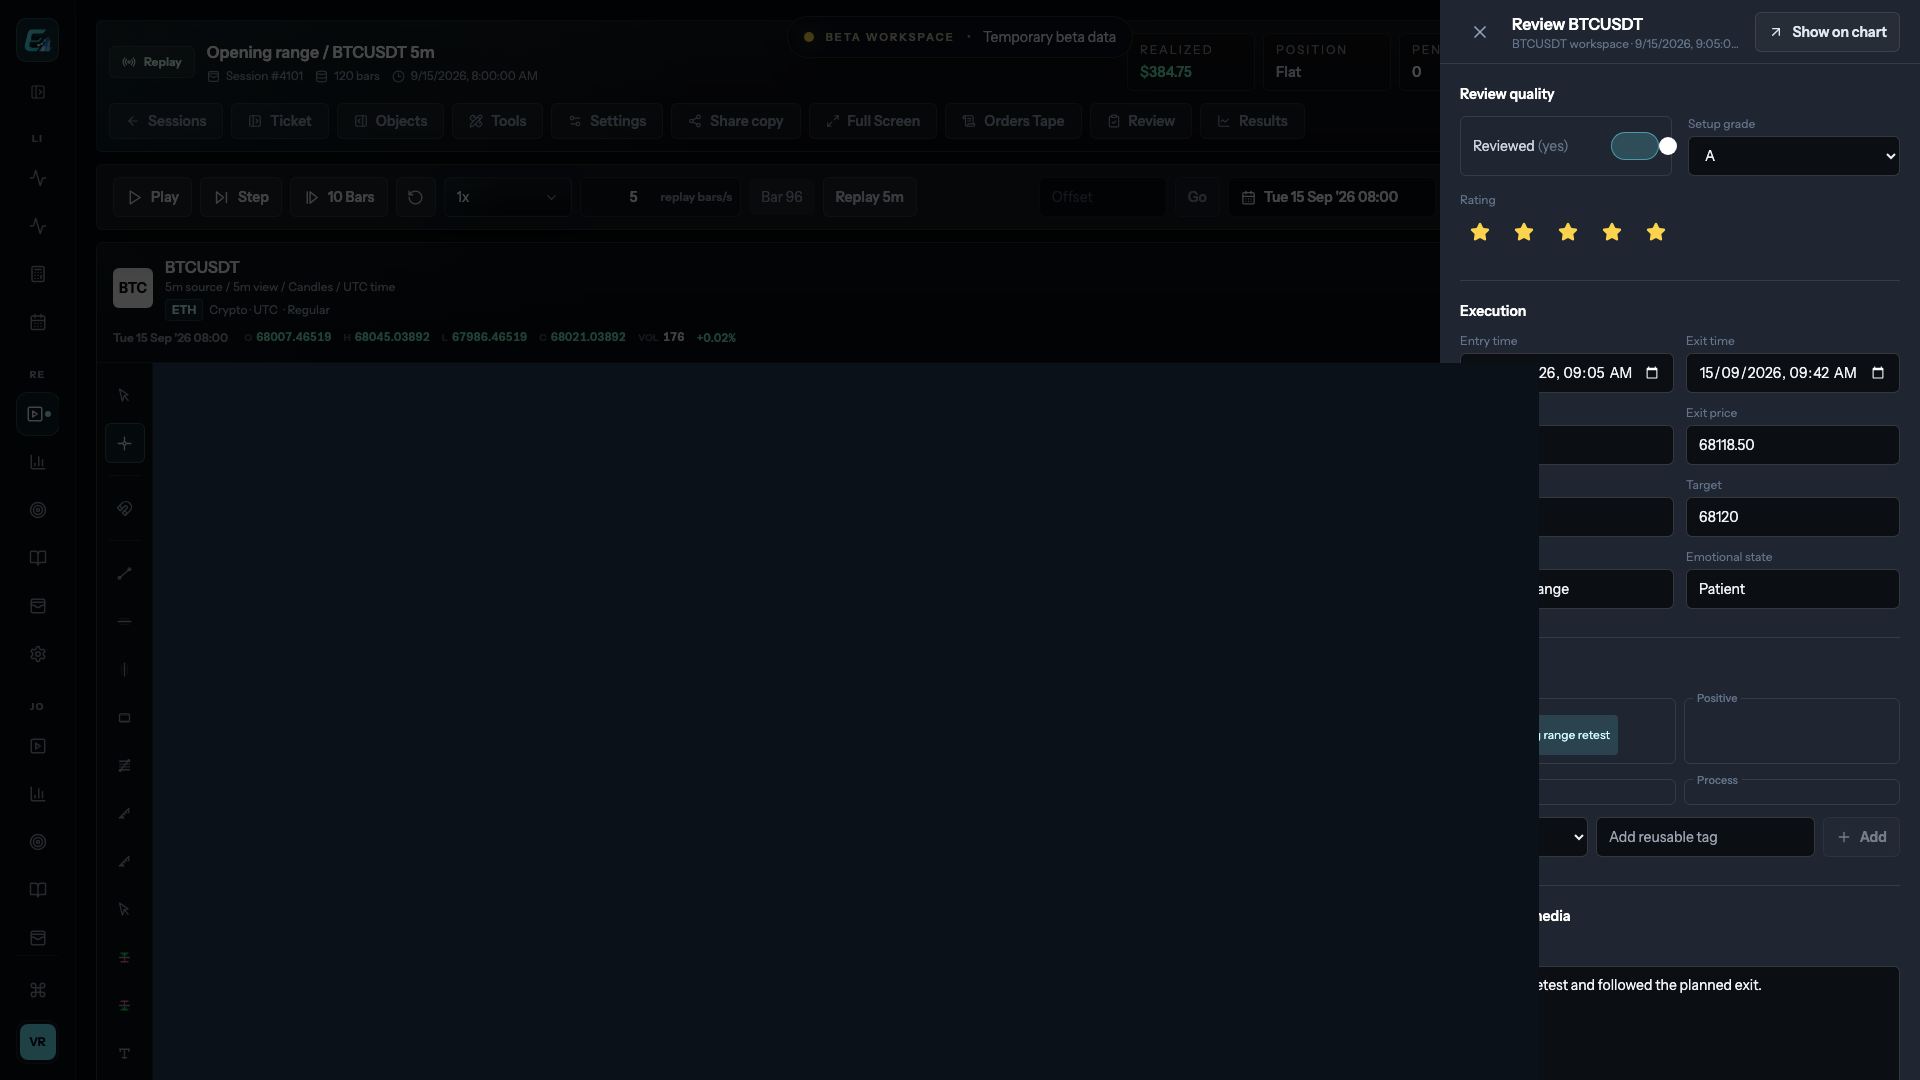 BETA WORKSPACE · Temporary beta data
Replay
Opening range / BTCUSDT 5m
Session #4101 120 bars 9/15/2026, 8:00:00 AM
REALIZED
$384.75
POSITION
Flat
PEN
0
Sessions Ticket Objects Tools Settings Share copy Full Screen Orders Tape Review Results
Play Step 10 Bars 1x 5 replay bars/s Bar 96 Replay 5m Offset Go Tue 15 Sep '26 08:00
BTC
BTCUSDT
5m source / 5m view / Candles / UTC time
ETH Crypto · UTC · Regular
Tue 15 Sep '26 08:00 O 68007.46519 H 68045.03892 L 67986.46519 C 68021.03892 VOL 176 +0.02%
LI
RE
JO
VR
Review BTCUSDT
BTCUSDT workspace · 9/15/2026, 9:05:0...
Show on chart
Review quality
Reviewed (yes)
Setup grade
A
Rating
Execution
Entry time
26, 09:05 AM
Exit time
15/09/2026, 09:42 AM
Exit price
68118.50
Target
68120
ange
Emotional state
Patient
range retest
Positive
Process
Add reusable tag
Add
media
etest and followed the planned exit.